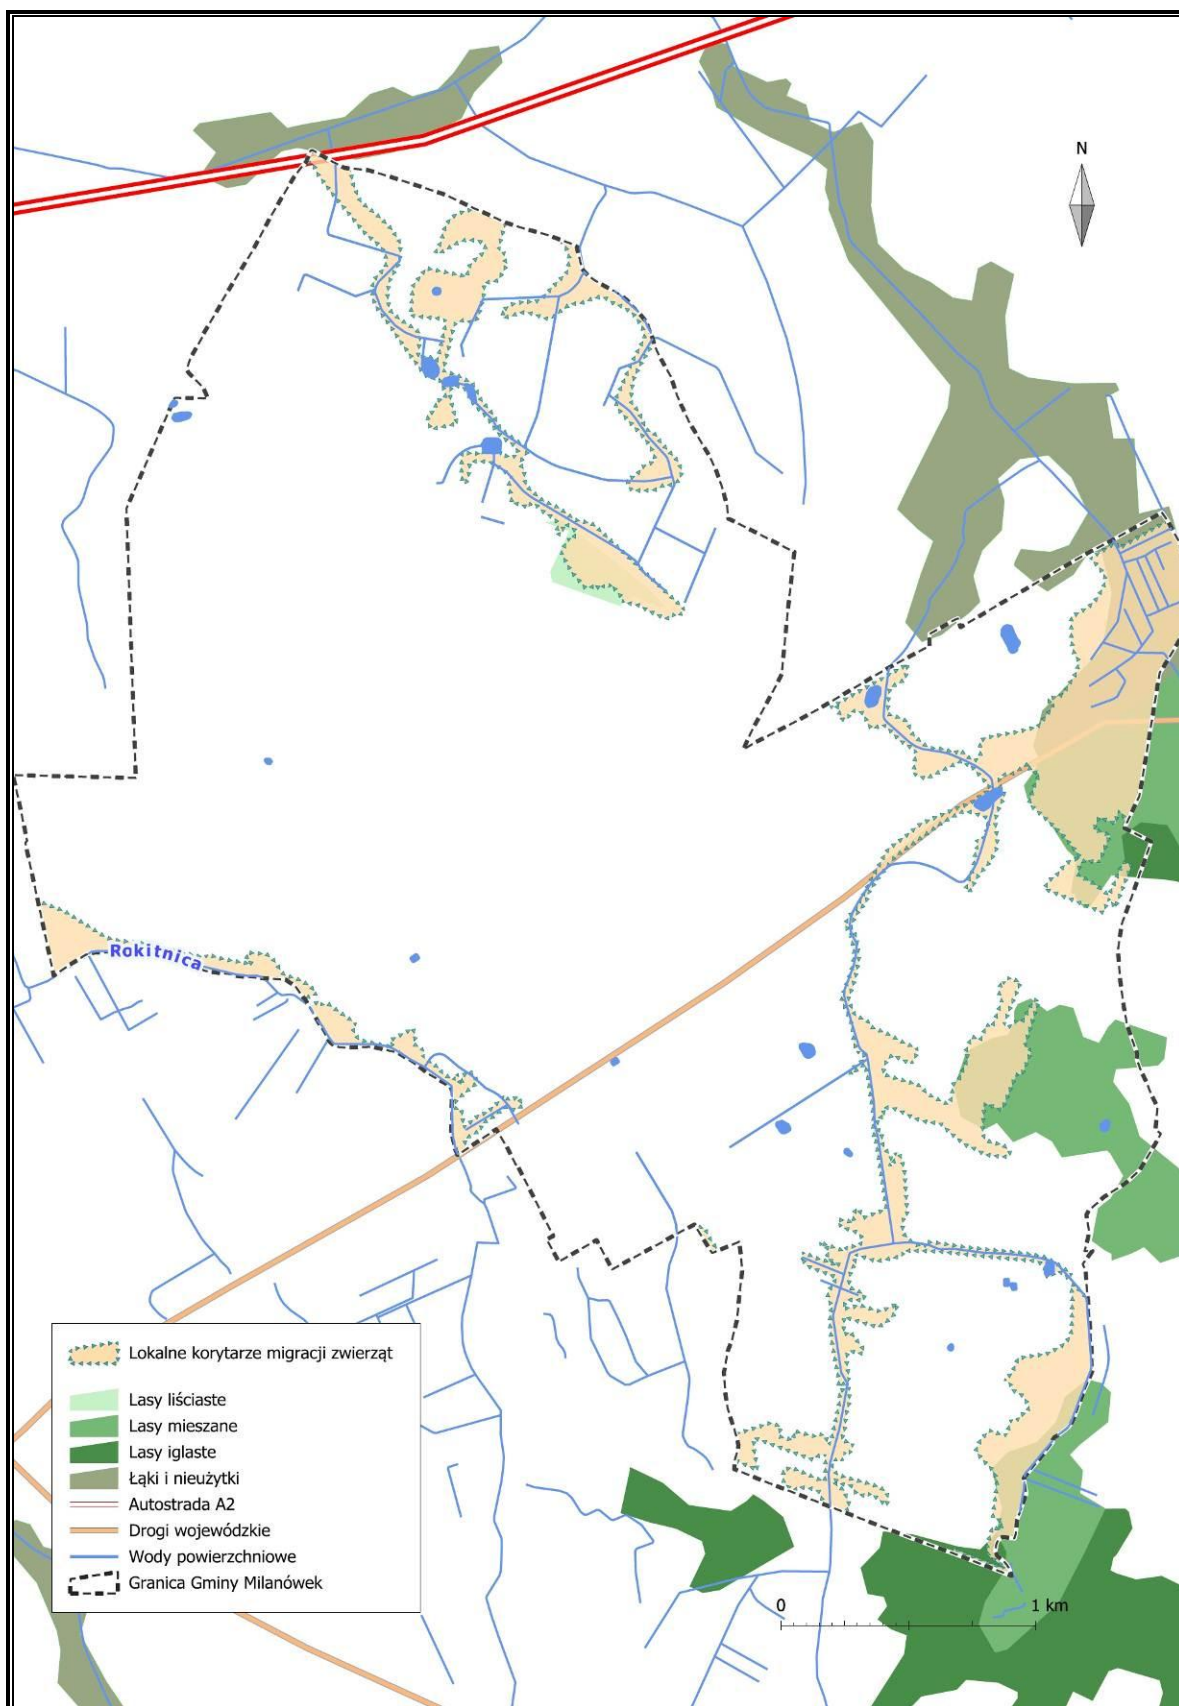 N
Rokitnica
Lokalne korytarze migracji zwierząt
Lasy liściaste
Lasy mieszane
Lasy iglaste
Łąki i nieużytki
Autostrada A2
Drogi wojewódzkie
Wody powierzchniowe
Granica Gminy Milanówek
0 1 km